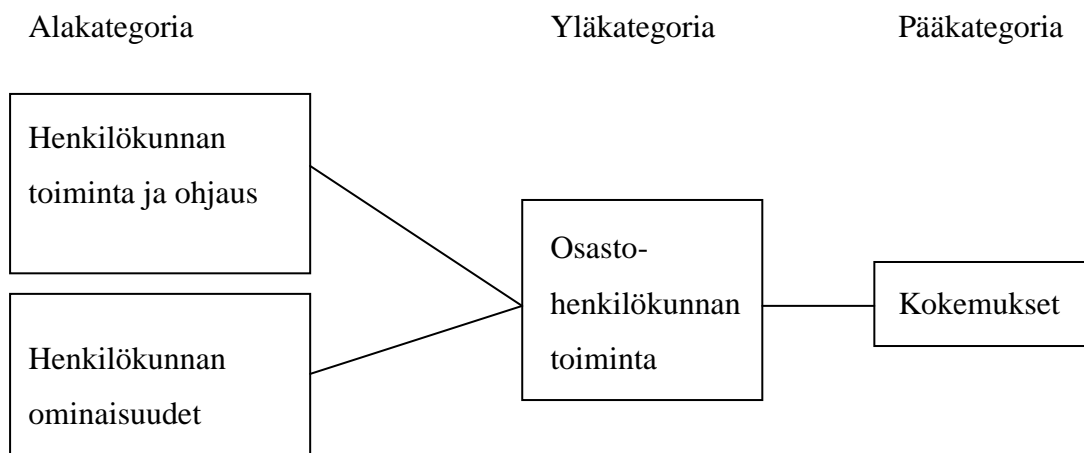 Alakategoria Yläkategoria Pääkategoria
Henkilökunnan
toiminta ja ohjaus
Henkilökunnan
ominaisuudet
Osasto-
henkilökunnan
toiminta
Kokemukset